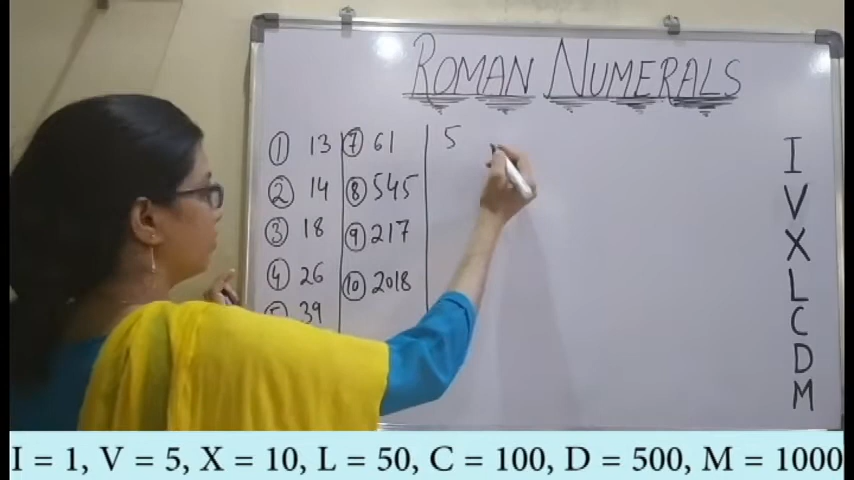 ROMAN NUMERALS
1 13
2 14
3 18
4 26
5 39
7 61
8 545
9 217
10 2018
5
I
V
X
L
C
D
M
I = 1, V = 5, X = 10, L = 50, C = 100, D = 500, M = 1000